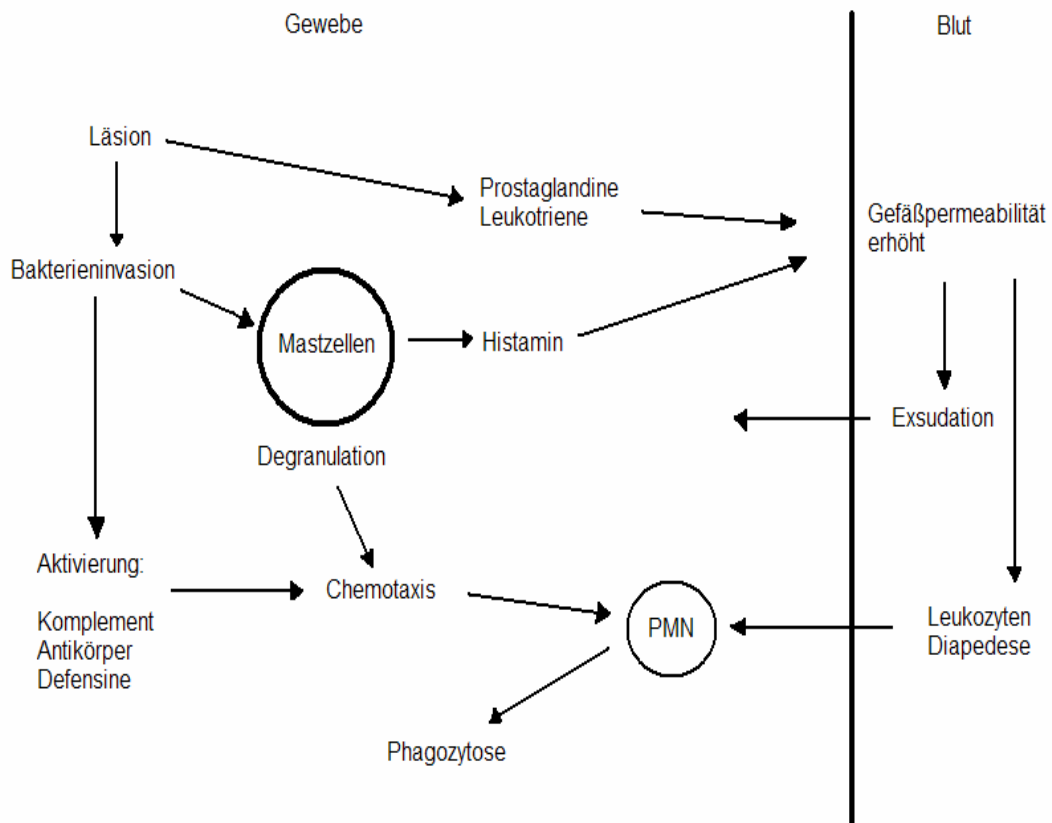 Gewebe
Blut
Läsion
Prostaglandine
Leukotriene
Gefäßpermeabilität
erhöht
Bakterieninvasion
Mastzellen
Histamin
Exsudation
Degranulation
Aktivierung:
Chemotaxis
Komplement
Antikörper
Defensine
PMN
Leukozyten
Diapedese
Phagozytose